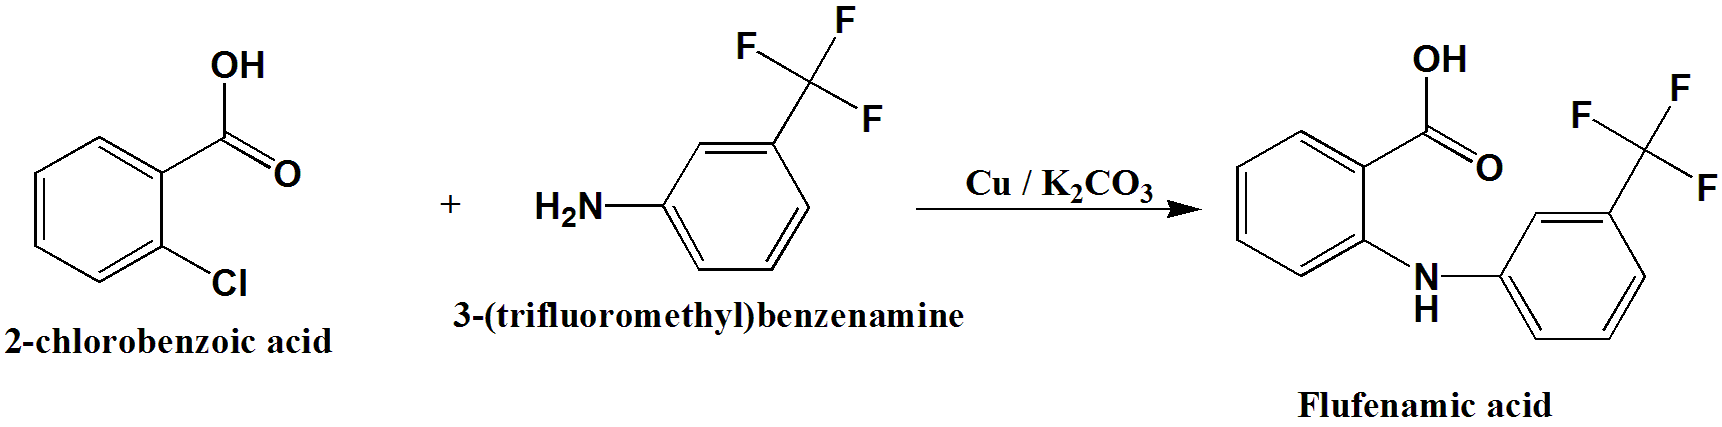 OH
O
Cl
2-chlorobenzoic acid
+
F
F
F
H2N
3-(trifluoromethyl)benzenamine
Cu / K2CO3
OH
O
N
H
F
F
F
Flufenamic acid